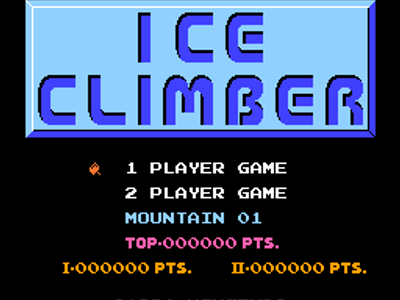 ICE
CLIMBER
1 PLAYER GAME
2 PLAYER GAME
MOUNTAIN 01
TOP·000000 PTS.
I·000000 PTS. II·000000 PTS.